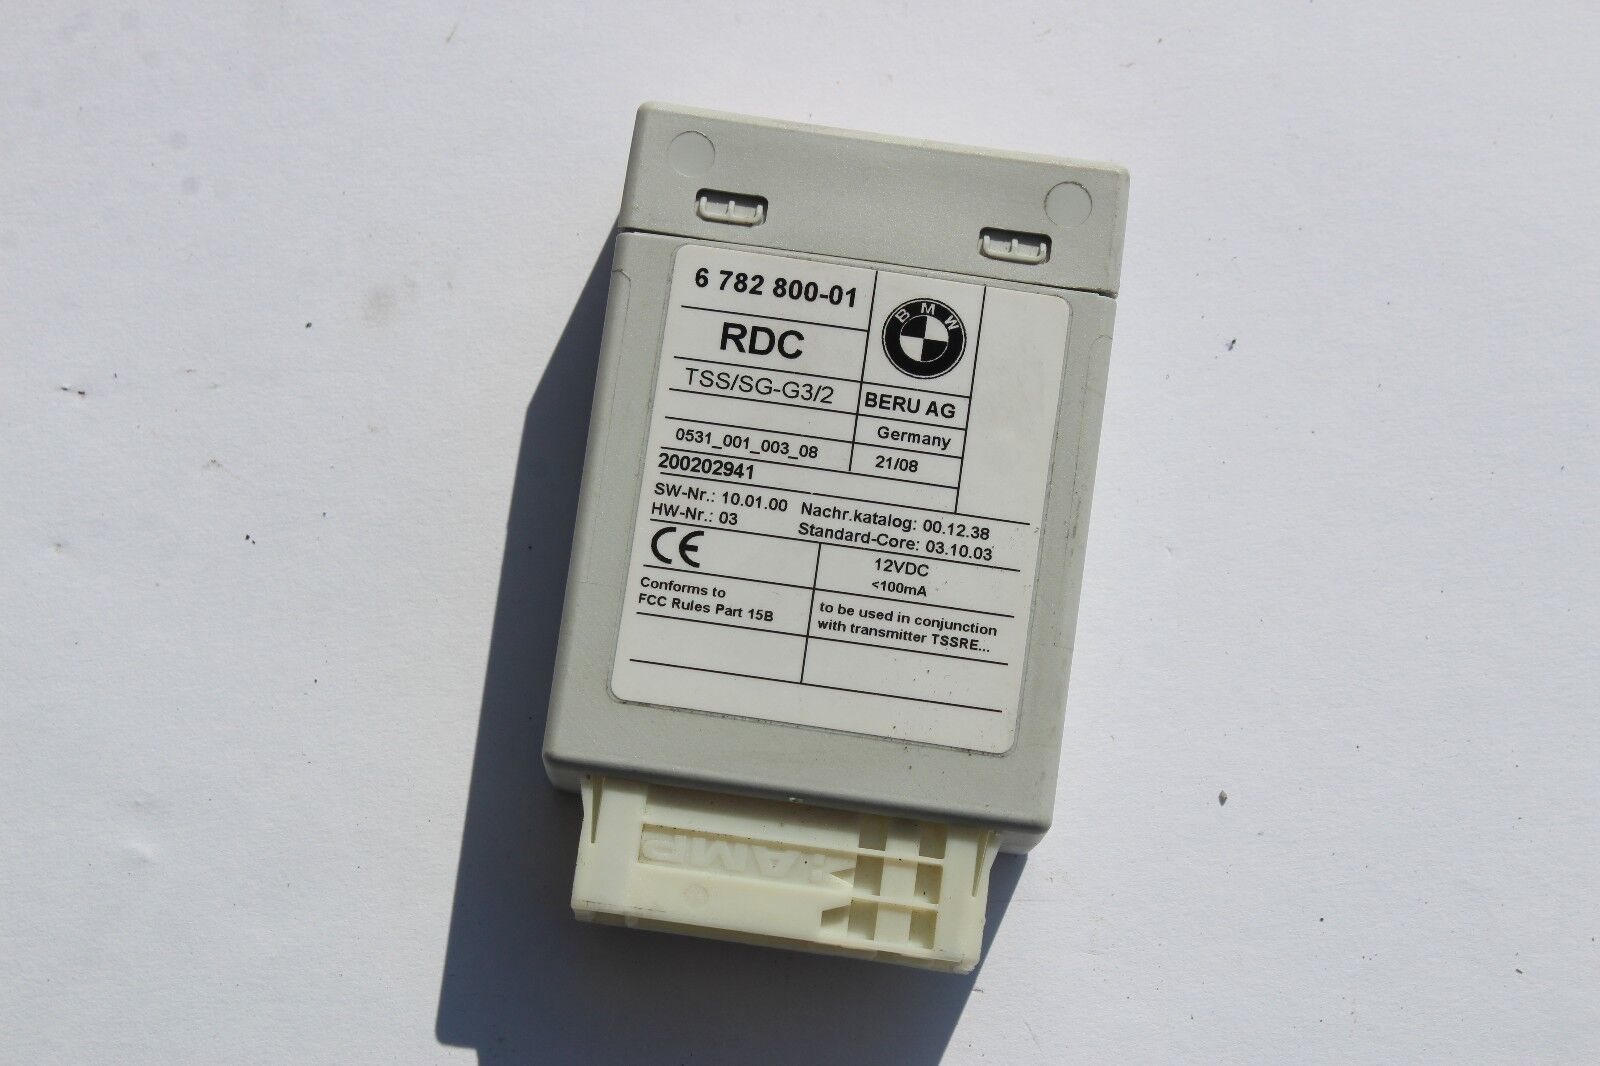 6 782 800-01
BMW
RDC
TSS/SG-G3/2
BERU AG
Germany
0531_001_003_08
21/08
200202941
SW-Nr.: 10.01.00 Nachr.katalog: 00.12.38
HW-Nr.: 03 Standard-Core: 03.10.03
CE
12VDC
<100mA
Conforms to
FCC Rules Part 15B
to be used in conjunction
with transmitter TSSRE...
AMP